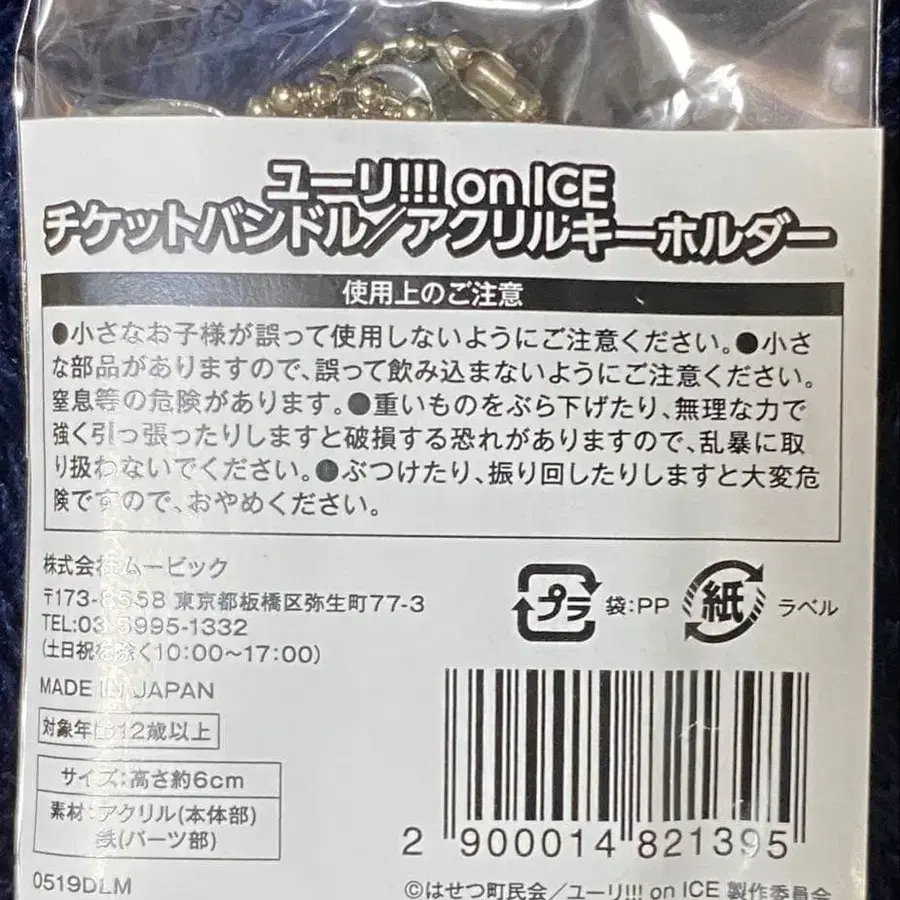 ユーリ!!! on ICE
チケットバンドル/アクリルキーホルダー
使用上のご注意
●小さなお子様が誤って使用しないようにご注意ください。●小さ
な部品がありますので、誤って飲み込まないようにご注意ください。
窒息等の危険があります。●重いものをぶら下げたり、無理な力で
強く引っ張ったりしますと破損する恐れがありますので、乱暴に取
り扱わないでください。●ぶつけたり、振り回したりしますと大変危
険ですので、おやめください。
株式会社ムービック
〒173-8558 東京都板橋区弥生町77-3
TEL:03-5995-1332
(土日祝を除く10:00〜17:00)
MADE IN JAPAN
対象年齢12歳以上
サイズ:高さ約6cm
素材:アクリル(本体部)
鉄(パーツ部)
0519DLM
プラ 袋:PP 紙 ラベル
2 900014 821395
©はせつ町民会/ユーリ!!! on ICE 製作委員会